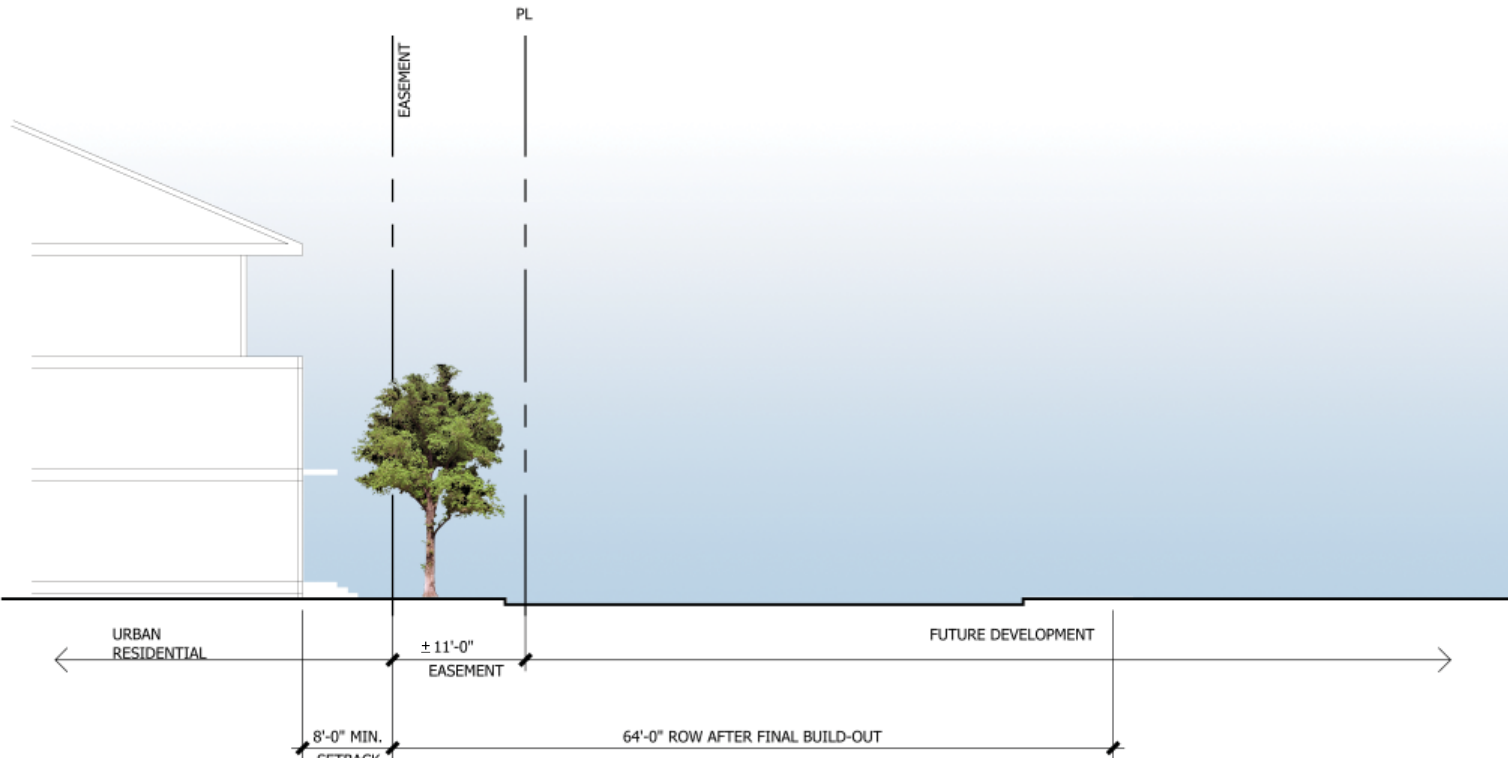 PL
EASEMENT
URBAN
RESIDENTIAL
± 11'-0"
EASEMENT
FUTURE DEVELOPMENT
8'-0" MIN.
SETBACK
64'-0" ROW AFTER FINAL BUILD-OUT